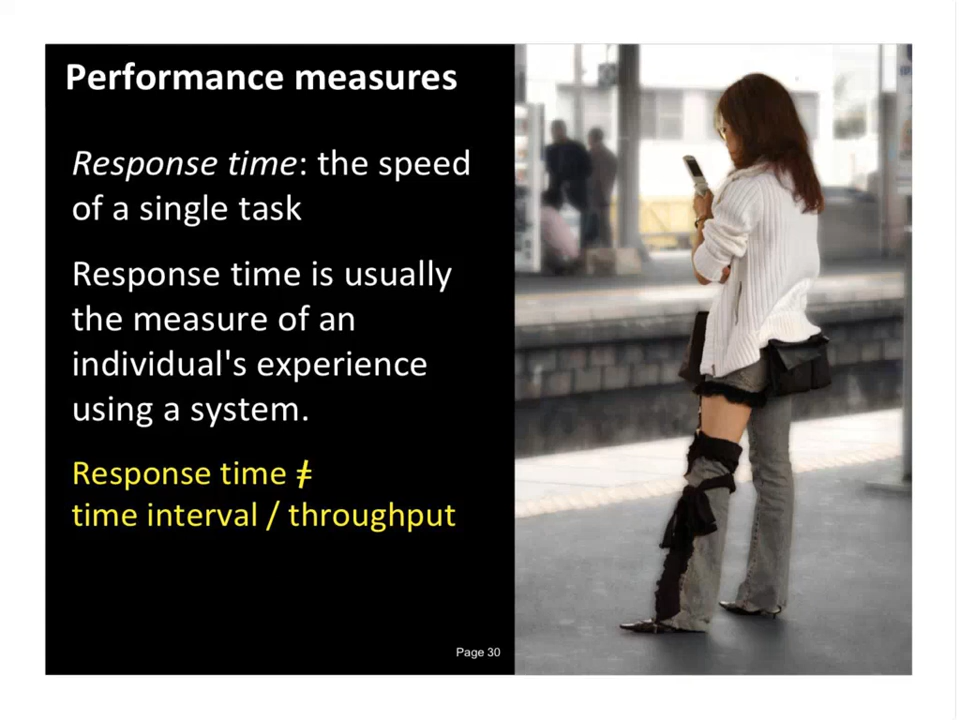 Performance measures
Response time: the speed
of a single task
Response time is usually
the measure of an
individual's experience
using a system.
Response time ≠
time interval / throughput
Page 30